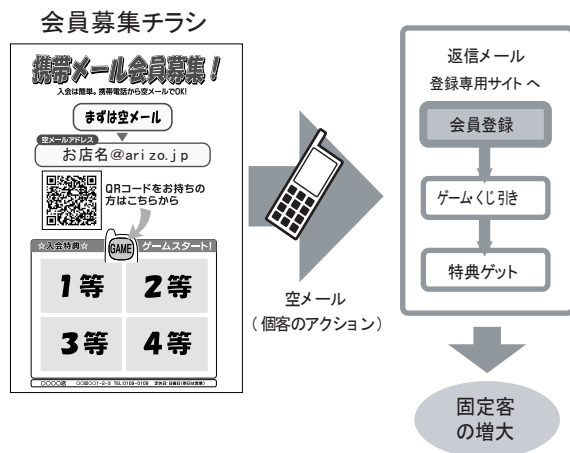 会員募集チラシ
携帯メール会員募集!
入会は簡単。携帯電話から空メールでOK!
まずは空メール
空メールアドレス
お店名@arizo.jp
QRコードをお持ちの
方はこちらから
☆入会特典☆
GAME
ゲームスタート!
1等
2等
3等
4等
〇〇〇〇店
空メール
(個客のアクション)
返信メール
登録専用サイトへ
会員登録
ゲーム・くじ引き
特典ゲット
固定客
の増大